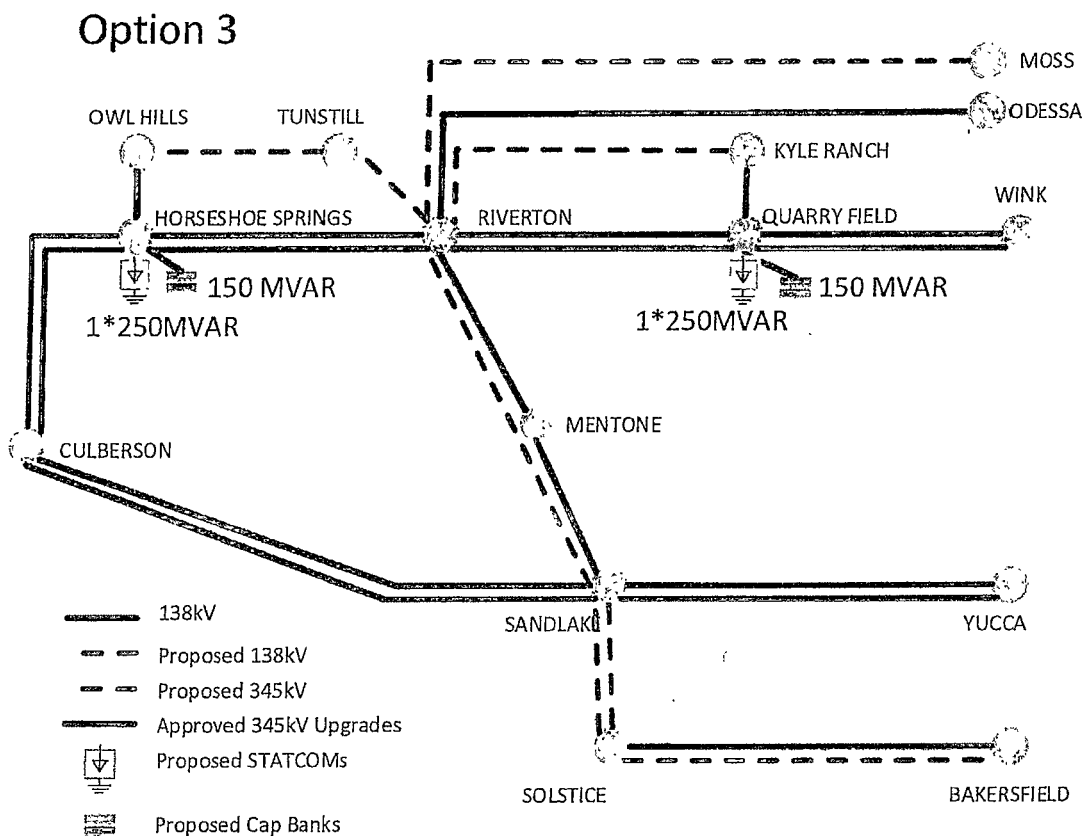 Option 3
MOSS
ODESSA
OWL HILLS
TUNSTILL
KYLE RANCH
WINK
HORSESHOE SPRINGS
RIVERTON
QUARRY FIELD
150 MVAR
150 MVAR
1*250MVAR
1*250MVAR
MENTONE
CULBERSON
SANDLAKE
YUCCA
138kV
Proposed 138kV
Proposed 345kV
Approved 345kV Upgrades
Proposed STATCOMs
Proposed Cap Banks
SOLSTICE
BAKERSFIELD